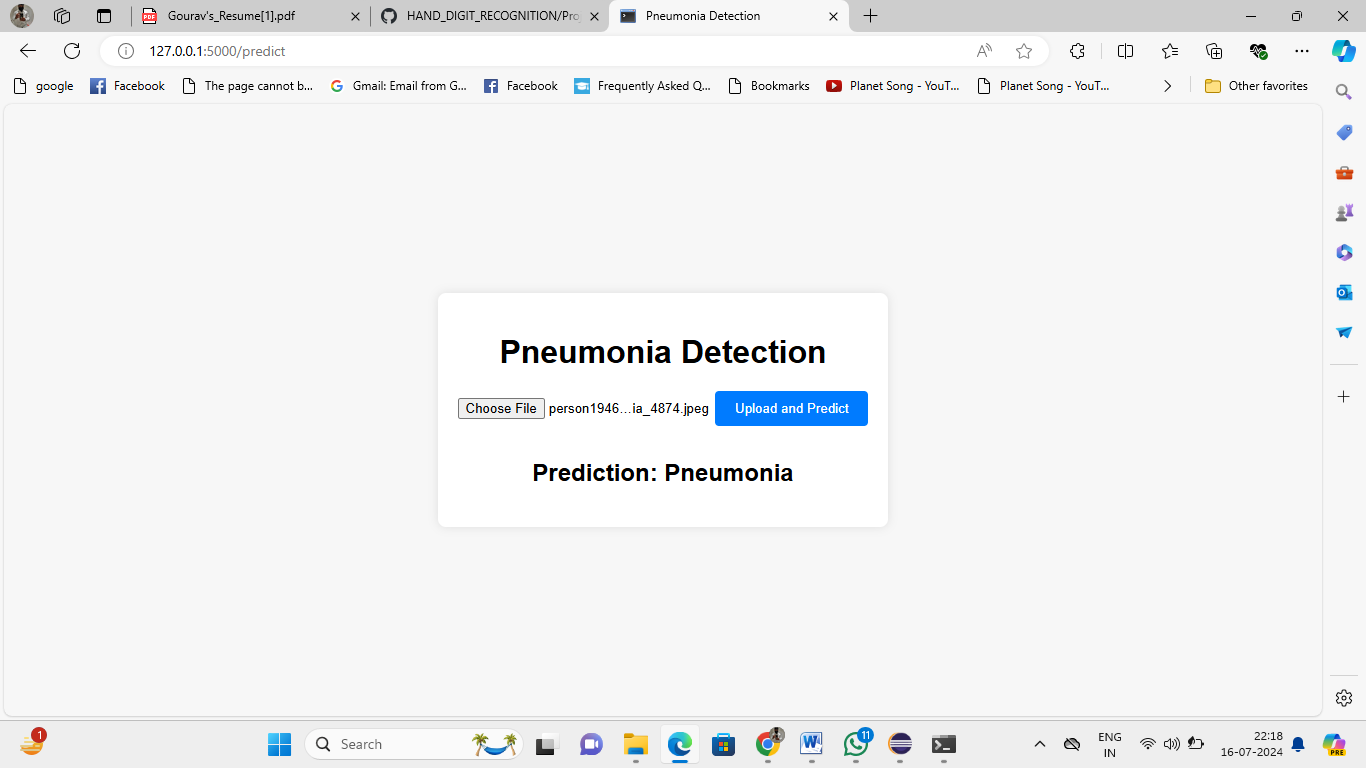 Gourav's_Resume[1].pdf
HAND_DIGIT_RECOGNITION/Pro
Pneumonia Detection
127.0.0.1:5000/predict
google
Facebook
The page cannot b...
Gmail: Email from G...
Facebook
Frequently Asked Q...
Bookmarks
Planet Song - YouT...
Planet Song - YouT...
Other favorites
Pneumonia Detection
Choose File person1946...ia_4874.jpeg Upload and Predict
Prediction: Pneumonia
1
Search
11
ENG
IN
22:18
16-07-2024
PRE